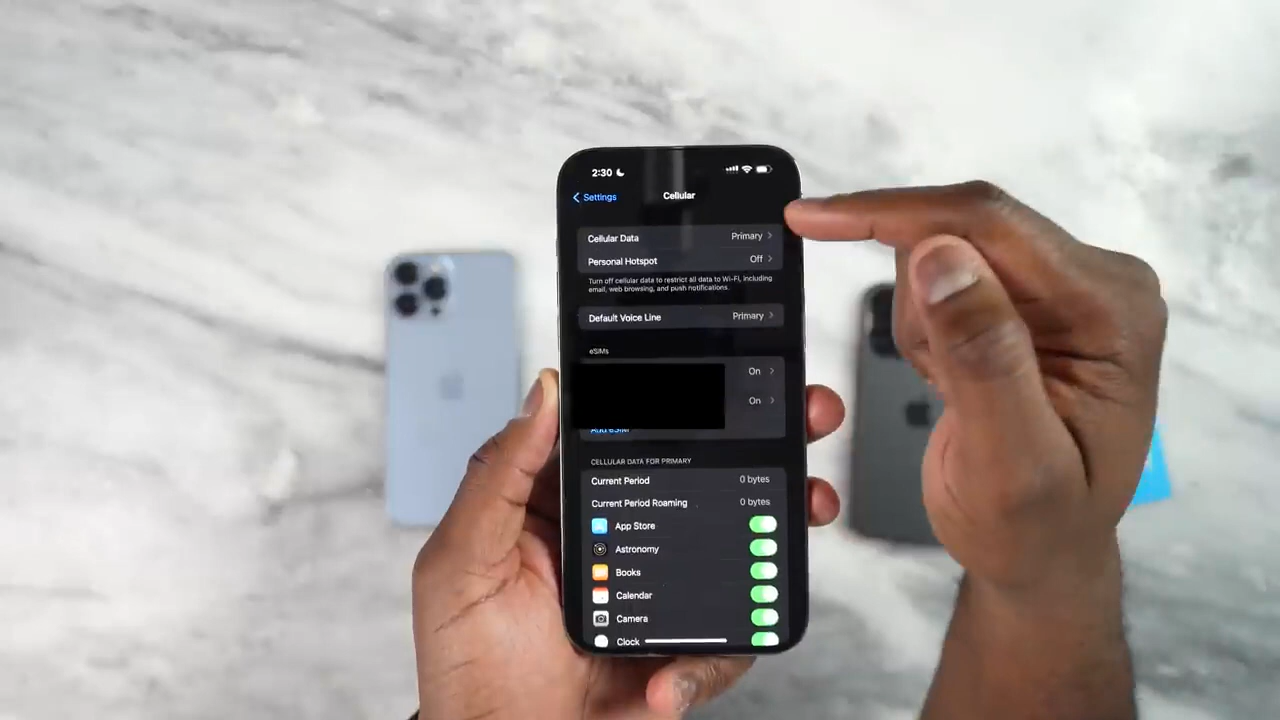 2:30
Settings
Cellular
Cellular Data Primary
Personal Hotspot Off
Turn off cellular data to restrict all data to Wi-Fi, including
email, web browsing, and push notifications.
Default Voice Line Primary
eSIMs
On
On
Add eSIM
CELLULAR DATA FOR PRIMARY
Current Period 0 bytes
Current Period Roaming 0 bytes
App Store
Astronomy
Books
Calendar
Camera
Clock